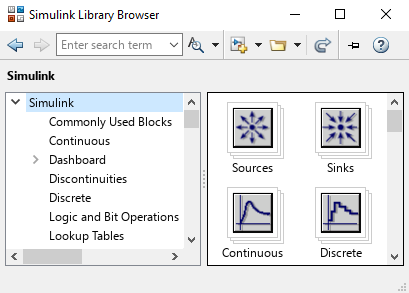 Simulink Library Browser
Enter search term
Simulink
Simulink
Commonly Used Blocks
Continuous
Dashboard
Discontinuities
Discrete
Logic and Bit Operations
Lookup Tables
Sources
Sinks
Continuous
Discrete